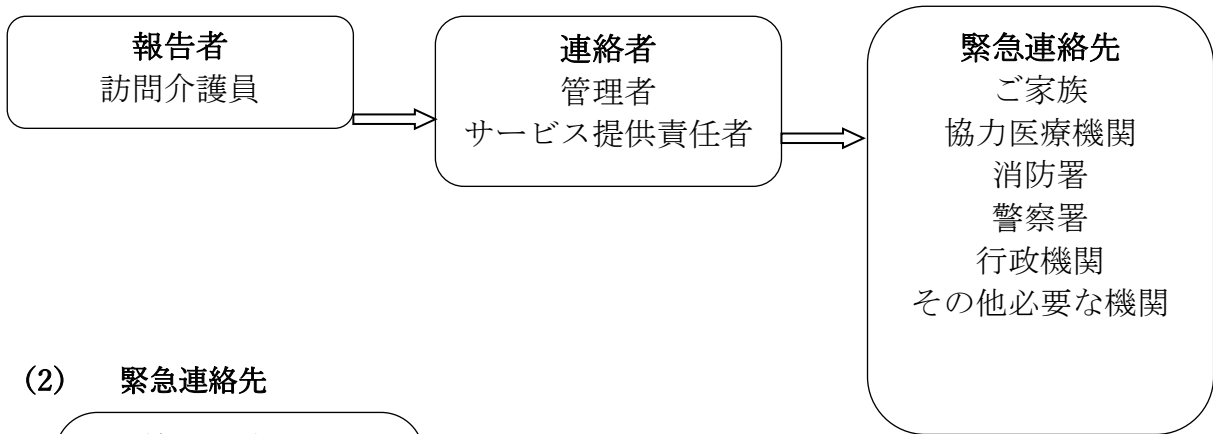 報告者
訪問介護員
連絡者
管理者
サービス提供責任者
緊急連絡先
ご家族
協力医療機関
消防署
警察署
行政機関
その他必要な機関
(2) 緊急連絡先